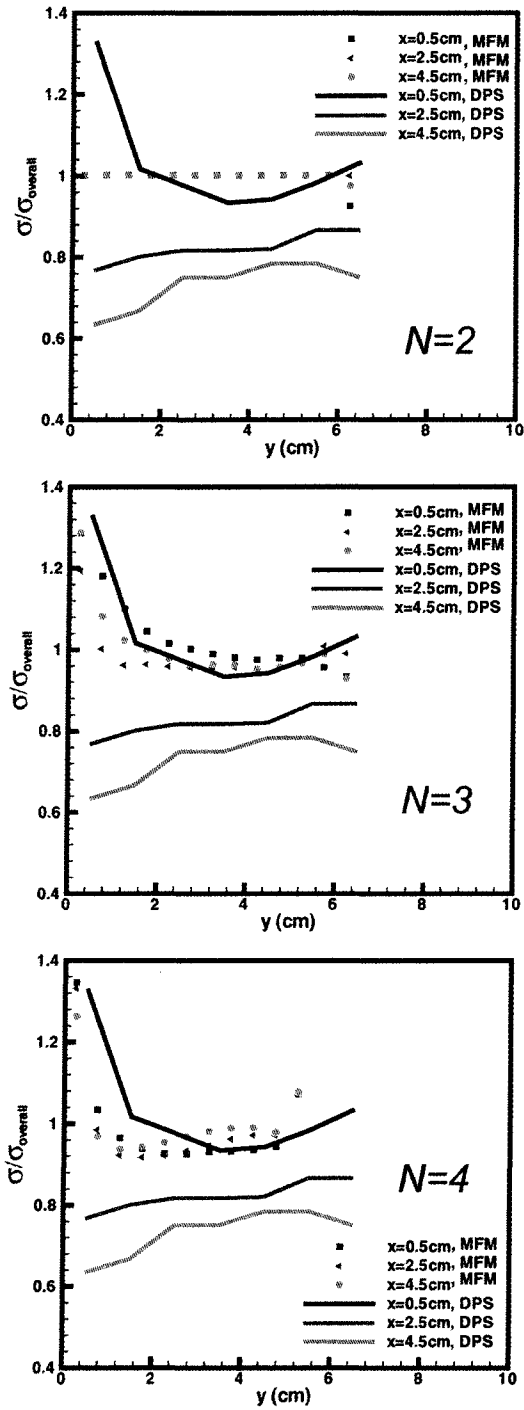 1.4
1.2
1
0.8
0.6
0.4
σ/σoverall
x=0.5cm, MFM
x=2.5cm, MFM
x=4.5cm, MFM
x=0.5cm, DPS
x=2.5cm, DPS
x=4.5cm, DPS
N=2
0 2 4 6 8 10
y (cm)
1.4
1.2
1
0.8
0.6
0.4
σ/σoverall
x=0.5cm, MFM
x=2.5cm, MFM
x=4.5cm, MFM
x=0.5cm, DPS
x=2.5cm, DPS
x=4.5cm, DPS
N=3
0 2 4 6 8 10
y (cm)
1.4
1.2
1
0.8
0.6
0.4
σ/σoverall
N=4
x=0.5cm, MFM
x=2.5cm, MFM
x=4.5cm, MFM
x=0.5cm, DPS
x=2.5cm, DPS
x=4.5cm, DPS
0 2 4 6 8 10
y (cm)